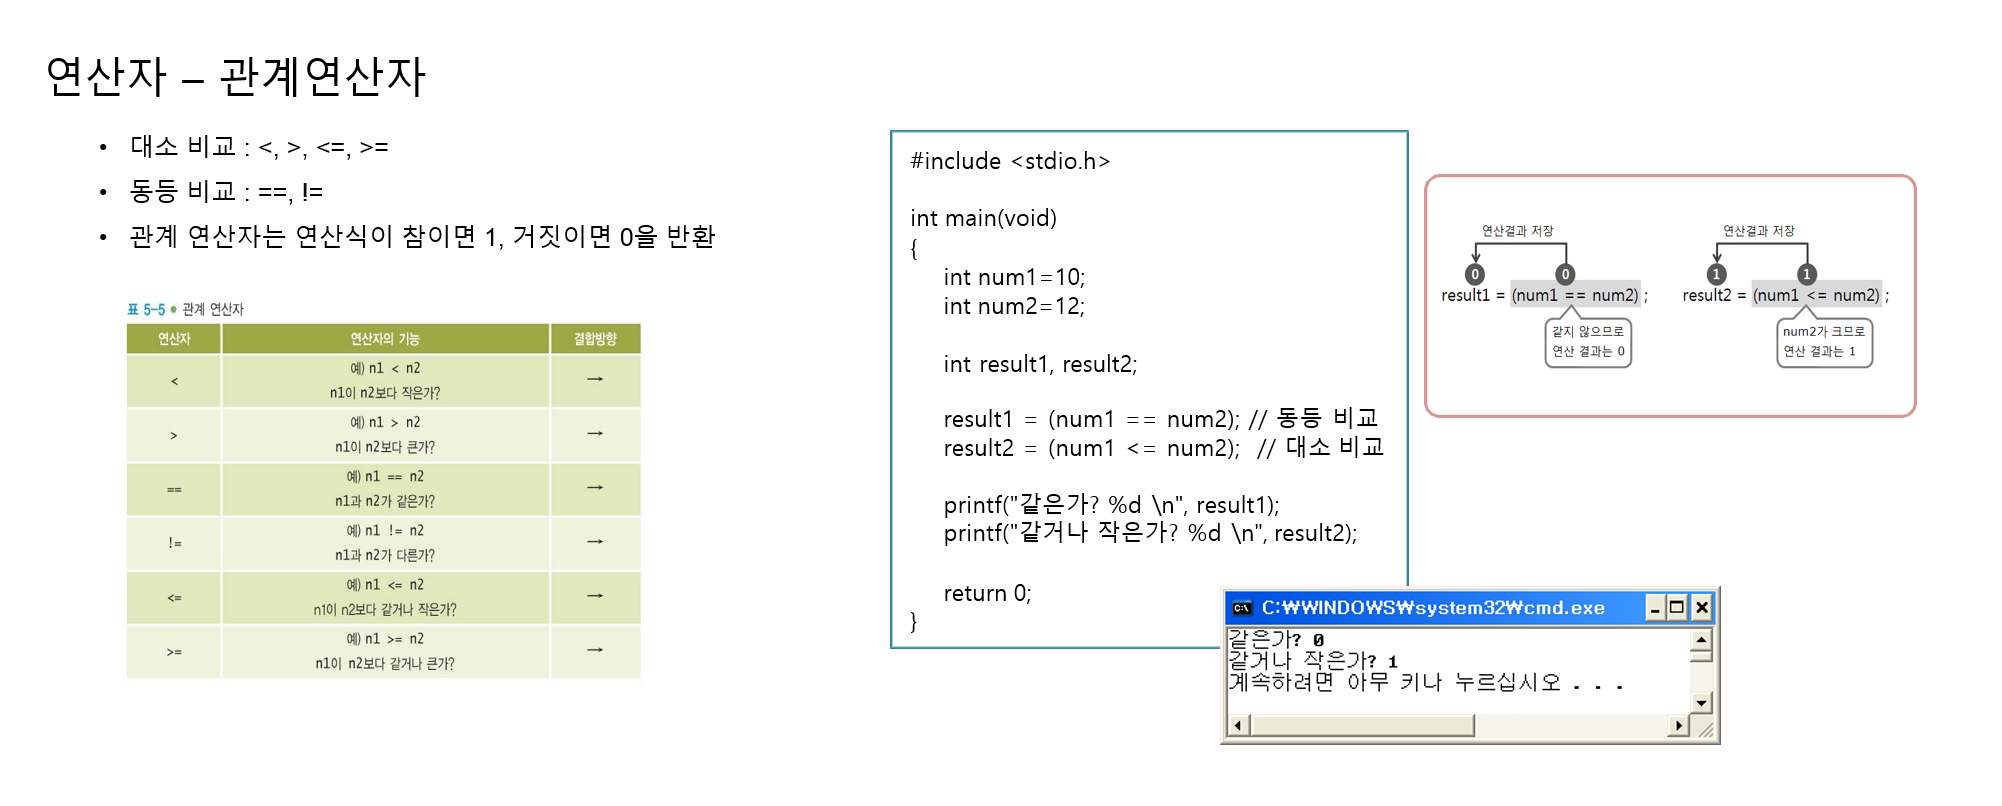 연산자 – 관계연산자
• 대소 비교 : <, >, <=, >=
• 동등 비교 : ==, !=
• 관계 연산자는 연산식이 참이면 1, 거짓이면 0을 반환
표 5-5 ● 관계 연산자
연산자 연산자의 기능 결합방향
예) n1 < n2
< →
n1이 n2보다 작은가?
예) n1 > n2
> →
n1이 n2보다 큰가?
예) n1 == n2
== →
n1과 n2가 같은가?
예) n1 != n2
!= →
n1과 n2가 다른가?
예) n1 <= n2
<= →
n1이 n2보다 같거나 작은가?
예) n1 >= n2
>= →
n1이 n2보다 같거나 큰가?
#include <stdio.h>
int main(void)
{
int num1=10;
int num2=12;
int result1, result2;
result1 = (num1 == num2); // 동등 비교
result2 = (num1 <= num2); // 대소 비교
printf("같은가? %d \n", result1);
printf("같거나 작은가? %d \n", result2);
return 0;
}
연산결과 저장
0 0
result1 = (num1 == num2) ;
같지 않으므로
연산 결과는 0
연산결과 저장
1 1
result2 = (num1 <= num2) ;
num2가 크므로
연산 결과는 1
C:\WINDOWS\system32\cmd.exe
같은가? 0
같거나 작은가? 1
계속하려면 아무 키나 누르십시오 . . .